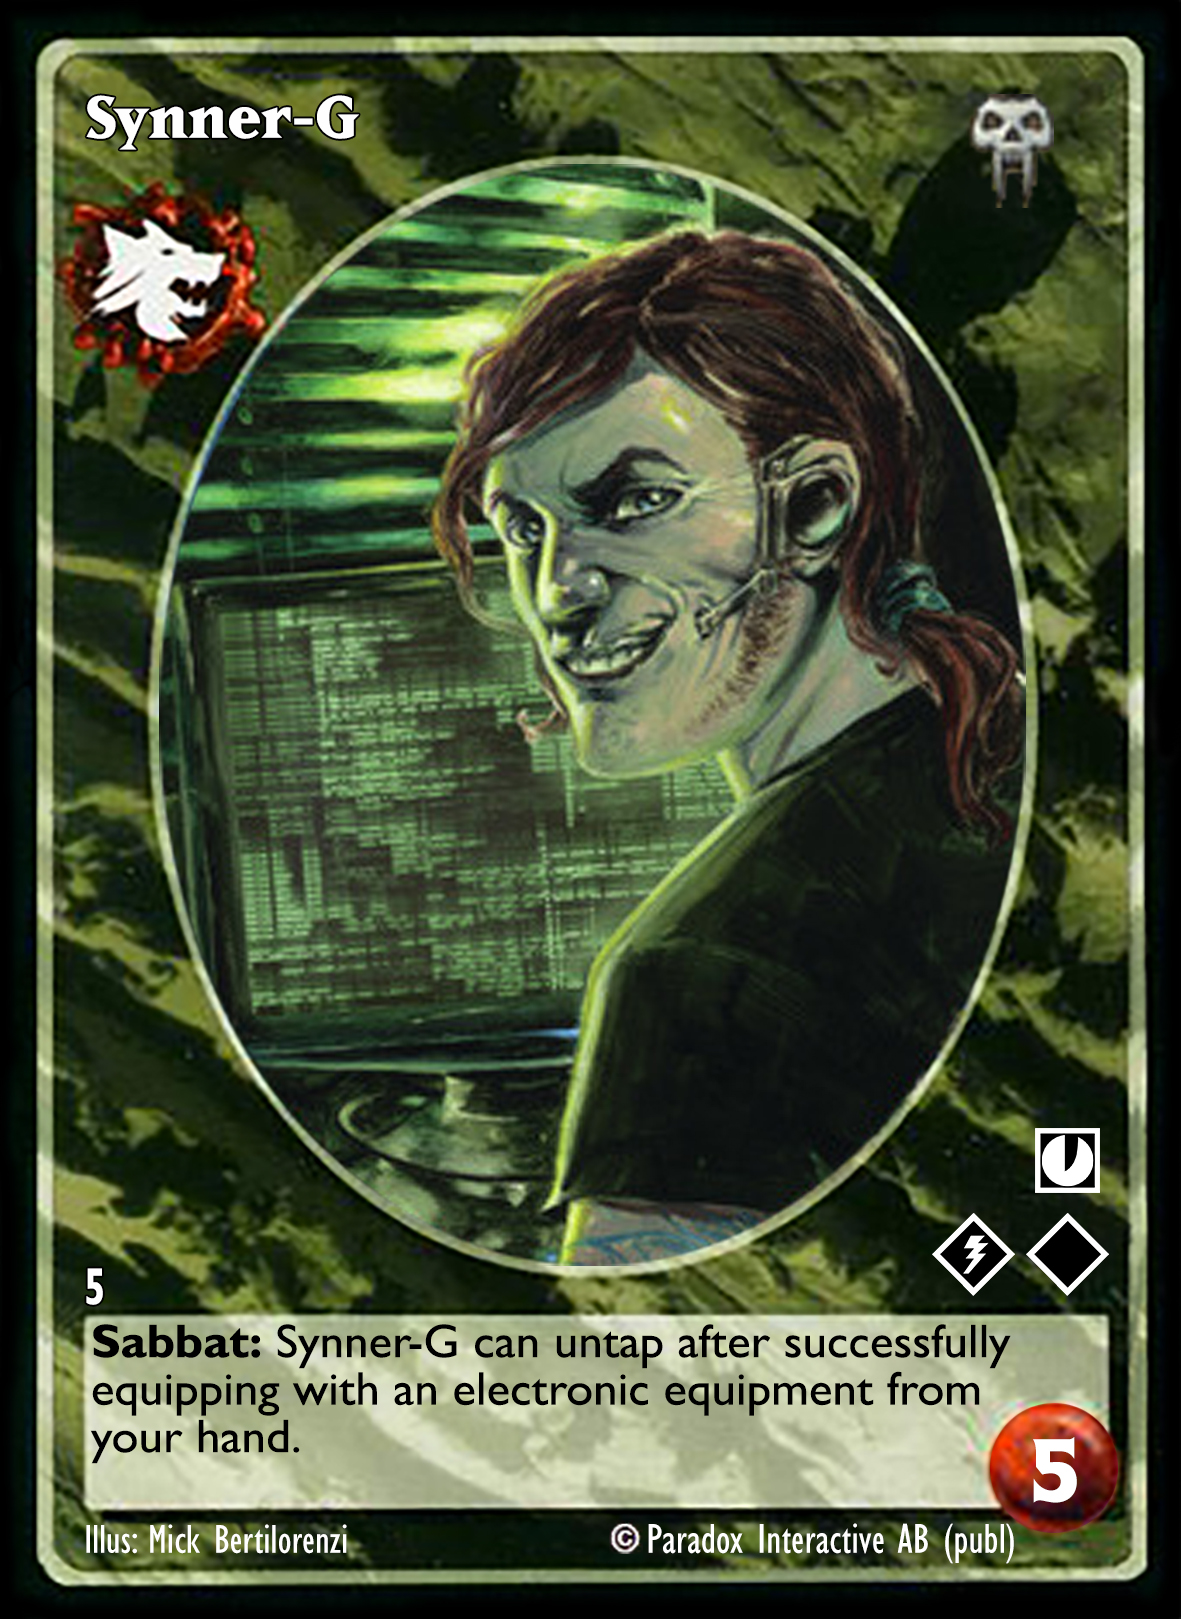 Synner-G
5
Sabbat: Synner-G can untap after successfully
equipping with an electronic equipment from
your hand.
5
Illus: Mick Bertilorenzi
© Paradox Interactive AB (publ)